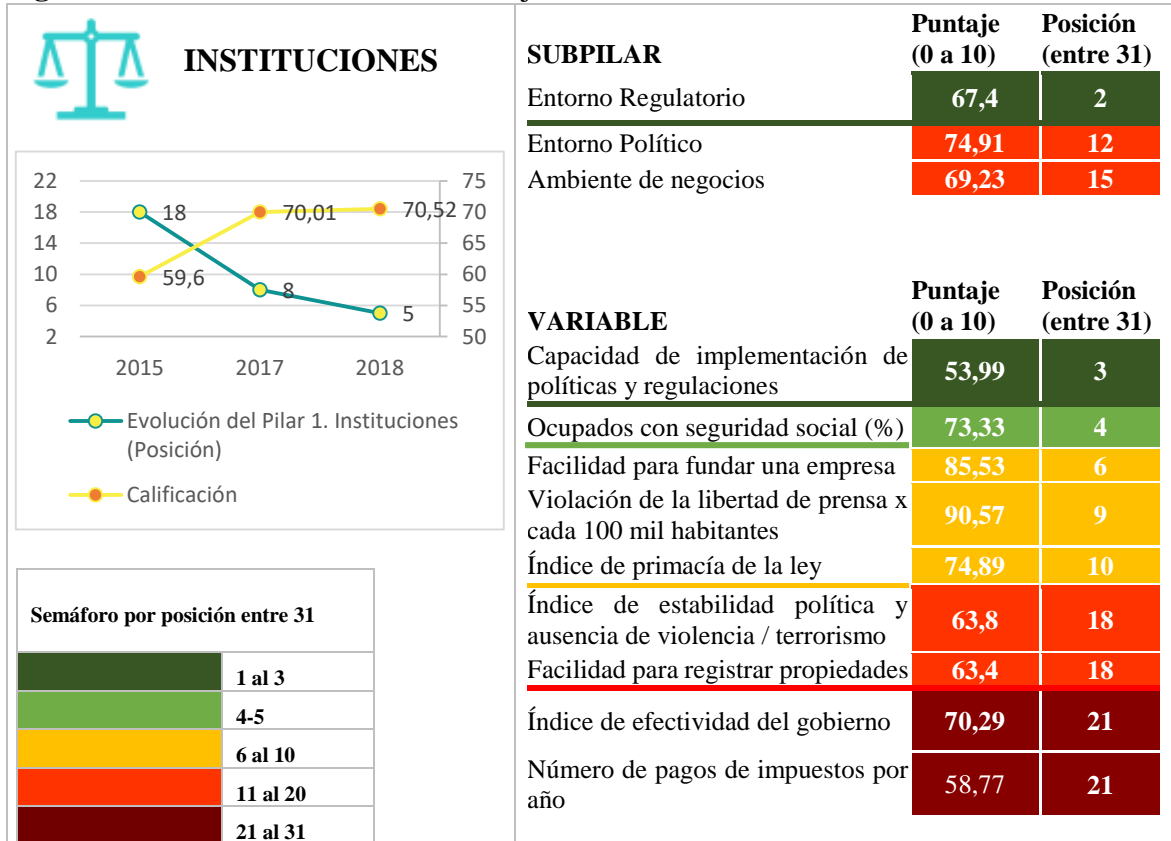 INSTITUCIONES
22
18
14
10
6
2
75
70
65
60
55
50
18
8
5
59,6
70,01
70,52
2015 2017 2018
Evolución del Pilar 1. Instituciones
(Posición)
Calificación
Semáforo por posición entre 31
1 al 3
4-5
6 al 10
11 al 20
21 al 31
Puntaje Posición
SUBPILAR (0 a 10) (entre 31)
Entorno Regulatorio 67,4 2
Entorno Político 74,91 12
Ambiente de negocios 69,23 15
Puntaje Posición
VARIABLE (0 a 10) (entre 31)
Capacidad de implementación de
políticas y regulaciones 53,99 3
Ocupados con seguridad social (%) 73,33 4
Facilidad para fundar una empresa 85,53 6
Violación de la libertad de prensa x
cada 100 mil habitantes 90,57 9
Índice de primacía de la ley 74,89 10
Índice de estabilidad política y
ausencia de violencia / terrorismo 63,8 18
Facilidad para registrar propiedades 63,4 18
Índice de efectividad del gobierno 70,29 21
Número de pagos de impuestos por
año 58,77 21